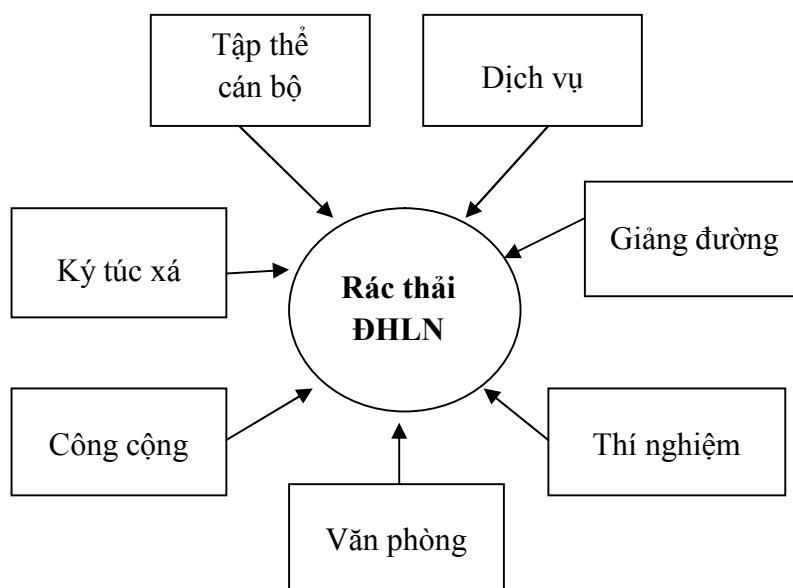 Tập thể
cán bộ
Dịch vụ
Giảng đường
Ký túc xá
Rác thải
ĐHLN
Công cộng
Thí nghiệm
Văn phòng